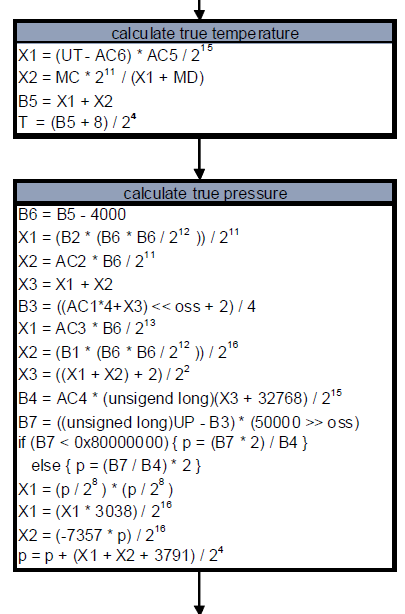 calculate true temperature
X1 = (UT - AC6) * AC5 / 2^15
X2 = MC * 2^11 / (X1 + MD)
B5 = X1 + X2
T = (B5 + 8) / 2^4
calculate true pressure
B6 = B5 - 4000
X1 = (B2 * (B6 * B6 / 2^12 )) / 2^11
X2 = AC2 * B6 / 2^11
X3 = X1 + X2
B3 = ((AC1*4+X3) << oss + 2) / 4
X1 = AC3 * B6 / 2^13
X2 = (B1 * (B6 * B6 / 2^12 )) / 2^16
X3 = ((X1 + X2) + 2) / 2^2
B4 = AC4 * (unsigend long)(X3 + 32768) / 2^15
B7 = ((unsigned long)UP - B3) * (50000 >> oss)
if (B7 < 0x80000000) { p = (B7 * 2) / B4 }
else { p = (B7 / B4) * 2 }
X1 = (p / 2^8 ) * (p / 2^8 )
X1 = (X1 * 3038) / 2^16
X2 = (-7357 * p) / 2^16
p = p + (X1 + X2 + 3791) / 2^4